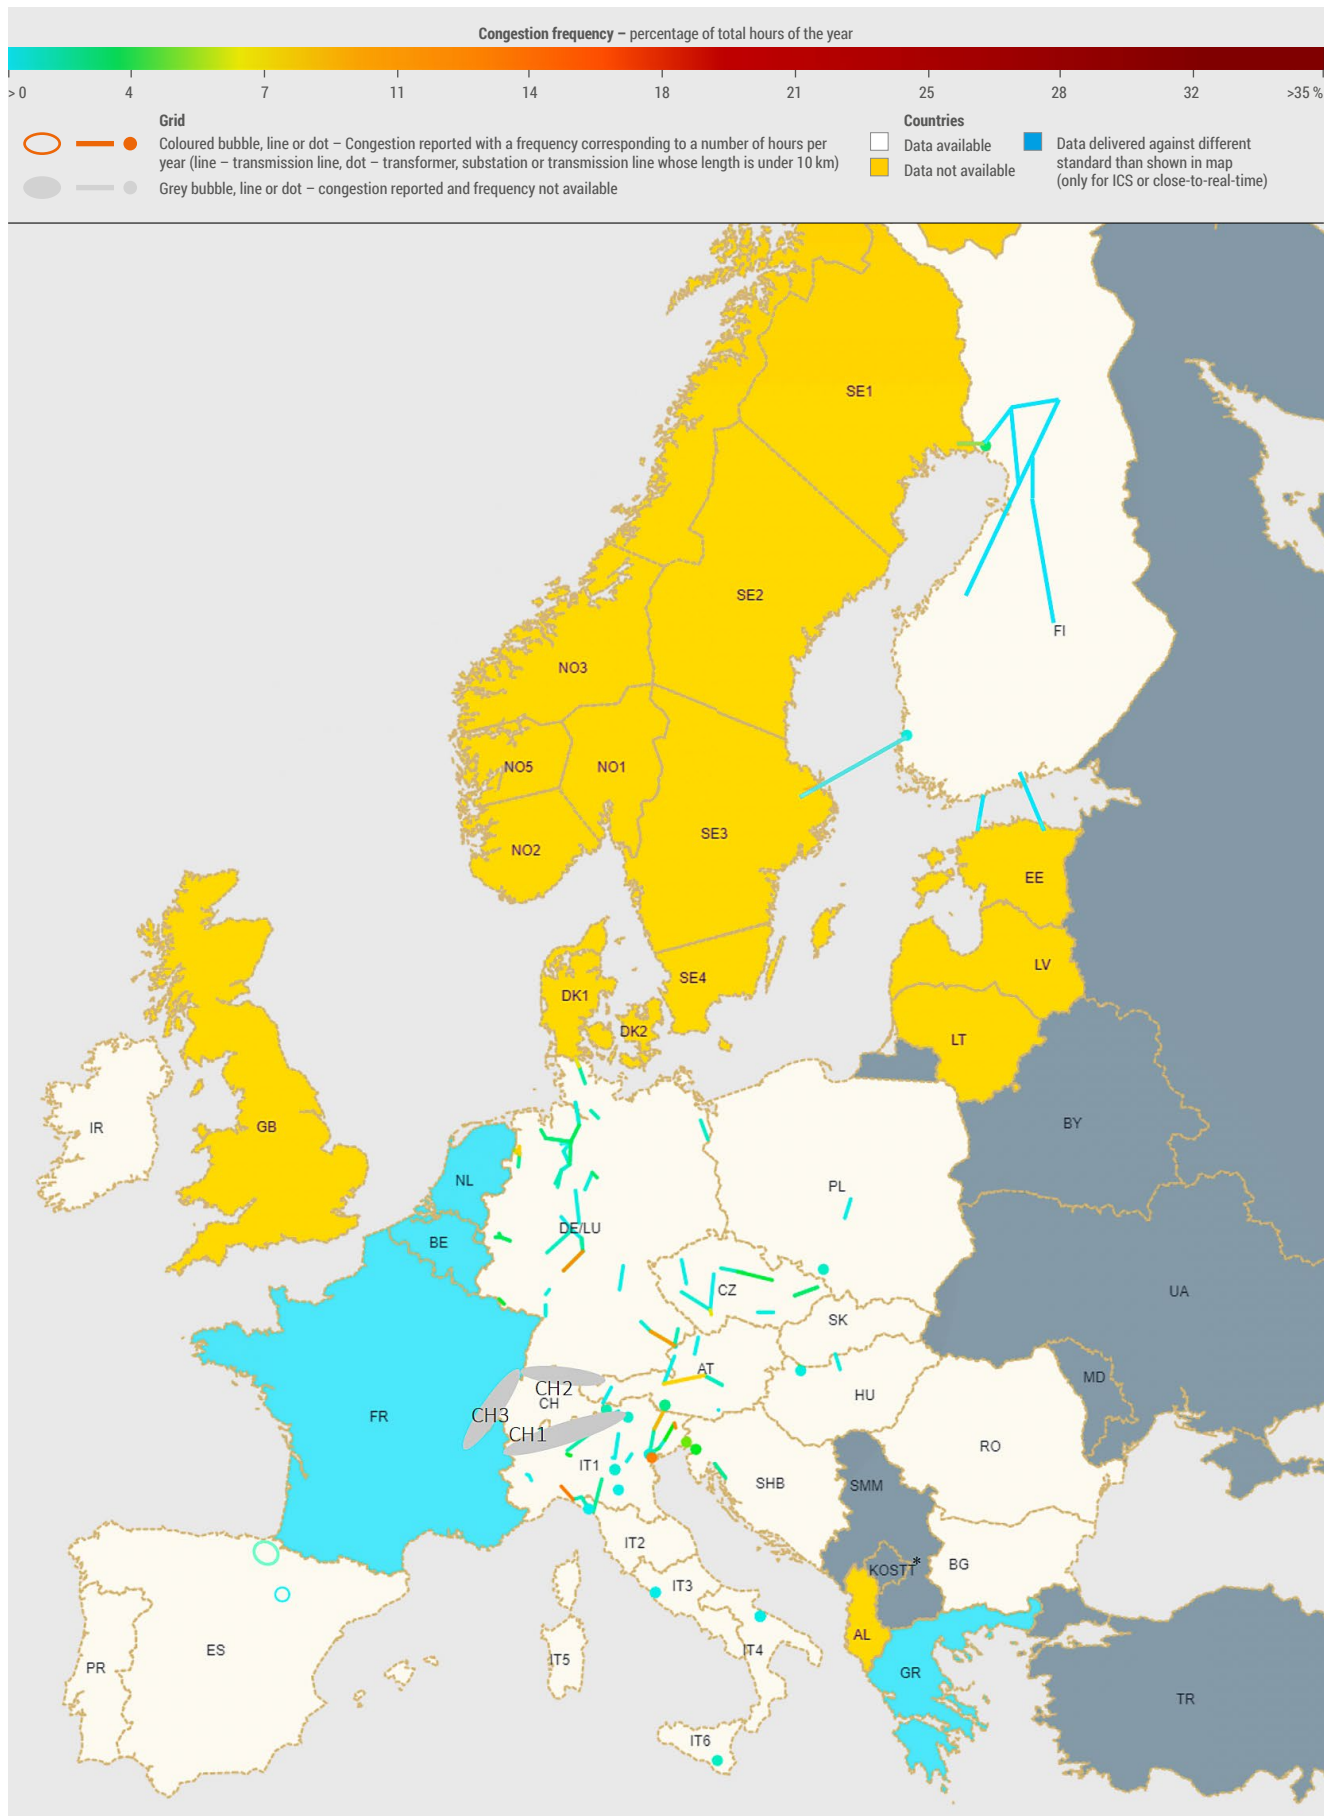 Congestion frequency – percentage of total hours of the year
> 0 4 7 11 14 18 21 25 28 32 >35 %
Grid
Coloured bubble, line or dot – Congestion reported with a frequency corresponding to a number of hours per
year (line – transmission line, dot – transformer, substation or transmission line whose length is under 10 km)
Grey bubble, line or dot – congestion reported and frequency not available
Countries
Data available
Data not available
Data delivered against different
standard than shown in map
(only for ICS or close-to-real-time)
SE1
SE2
FI
NO3
NO5
NO1
SE3
NO2
EE
LV
SE4
DK1
DK2
LT
IR
GB
BY
NL
PL
DE/LU
BE
CZ
UA
SK
AT
MD
CH2
CH
HU
CH3
FR
CH1
RO
IT1
SHB
SMM
IT2
KOSTT*
BG
IT3
AL
ES
IT4
IT5
PR
GR
TR
IT6